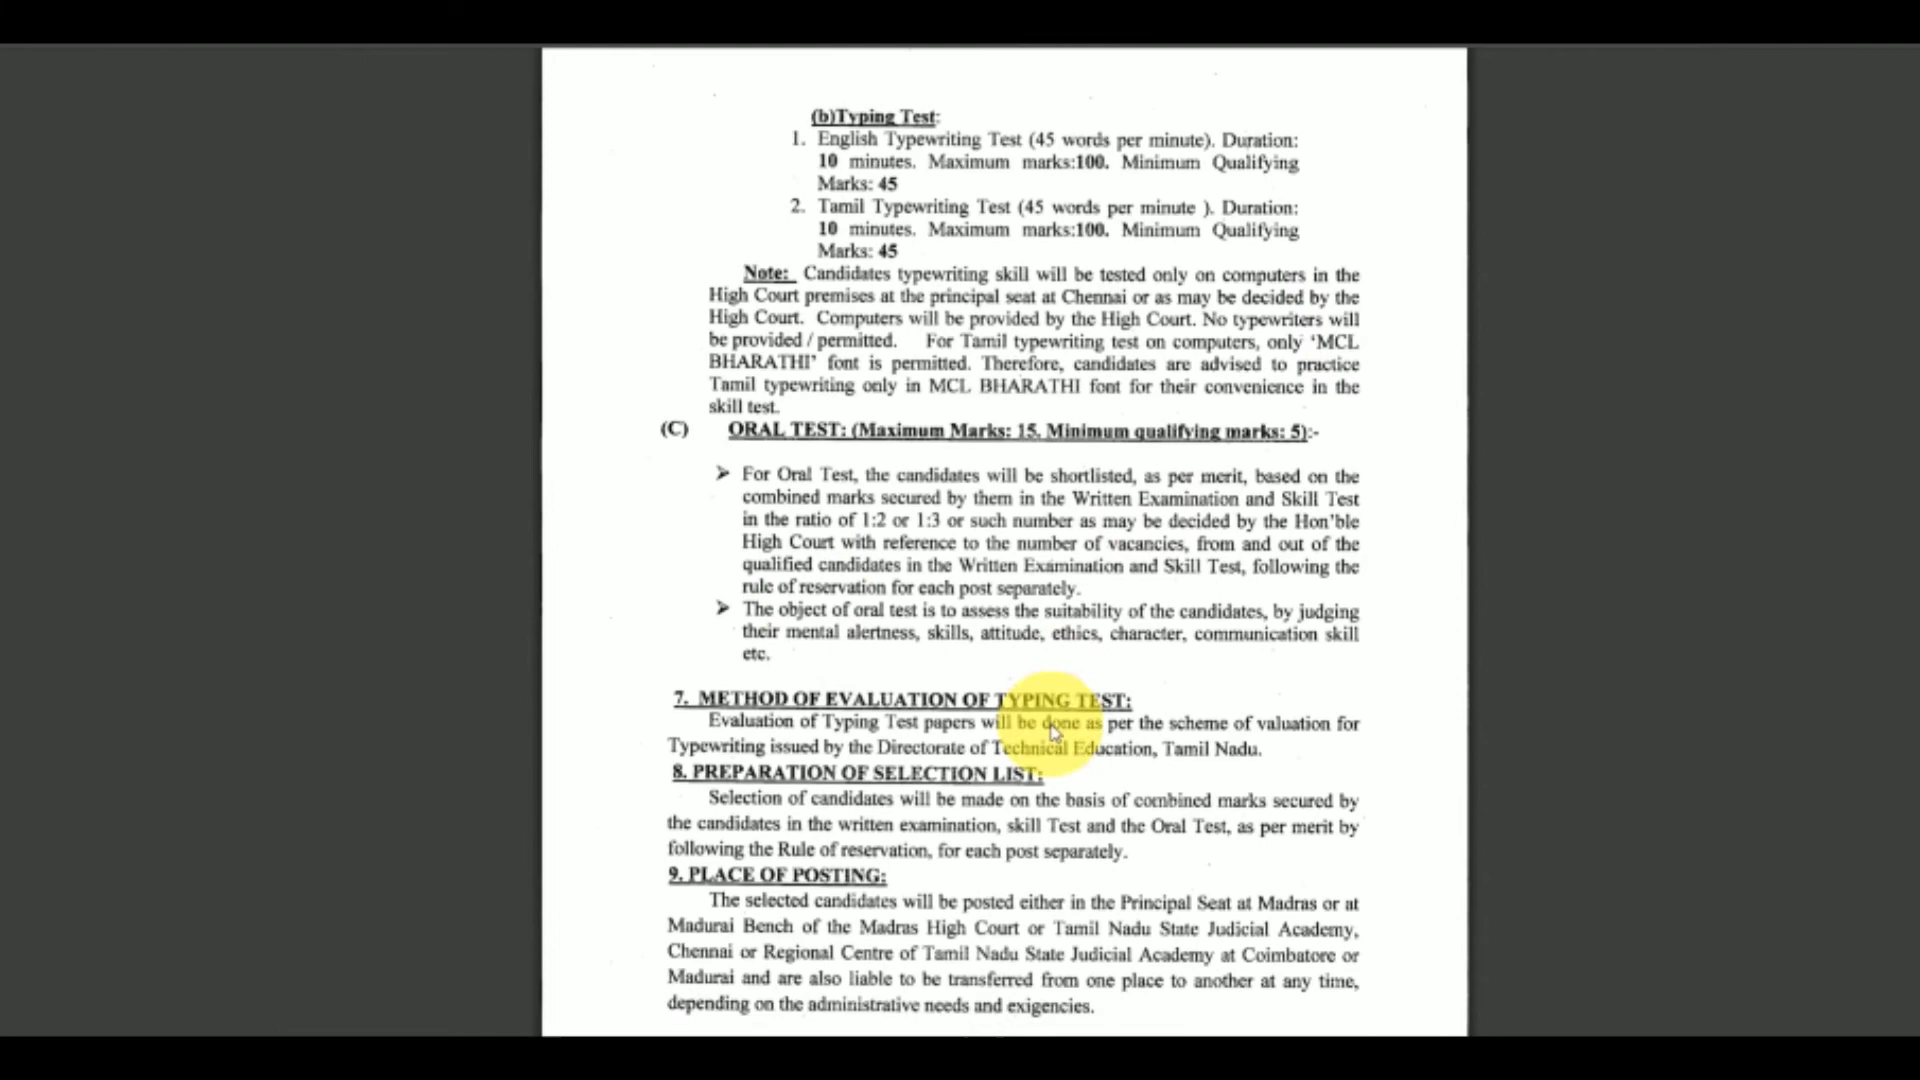 (b)Typing Test:
1. English Typewriting Test (45 words per minute). Duration:
10 minutes. Maximum marks:100. Minimum Qualifying
Marks: 45
2. Tamil Typewriting Test (45 words per minute ). Duration:
10 minutes. Maximum marks:100. Minimum Qualifying
Marks: 45
Note: Candidates typewriting skill will be tested only on computers in the
High Court premises at the principal seat at Chennai or as may be decided by the
High Court. Computers will be provided by the High Court. No typewriters will
be provided / permitted. For Tamil typewriting test on computers, only ‘MCL
BHARATHI’ font is permitted. Therefore, candidates are advised to practice
Tamil typewriting only in MCL BHARATHI font for their convenience in the
skill test.
(C) ORAL TEST: (Maximum Marks: 15. Minimum qualifying marks: 5):-
➤ For Oral Test, the candidates will be shortlisted, as per merit, based on the
combined marks secured by them in the Written Examination and Skill Test
in the ratio of 1:2 or 1:3 or such number as may be decided by the Hon’ble
High Court with reference to the number of vacancies, from and out of the
qualified candidates in the Written Examination and Skill Test, following the
rule of reservation for each post separately.
➤ The object of oral test is to assess the suitability of the candidates, by judging
their mental alertness, skills, attitude, ethics, character, communication skill
etc.
7. METHOD OF EVALUATION OF TYPING TEST:
Evaluation of Typing Test papers will be done as per the scheme of valuation for
Typewriting issued by the Directorate of Technical Education, Tamil Nadu.
8. PREPARATION OF SELECTION LIST:
Selection of candidates will be made on the basis of combined marks secured by
the candidates in the written examination, skill Test and the Oral Test, as per merit by
following the Rule of reservation, for each post separately.
9. PLACE OF POSTING:
The selected candidates will be posted either in the Principal Seat at Madras or at
Madurai Bench of the Madras High Court or Tamil Nadu State Judicial Academy,
Chennai or Regional Centre of Tamil Nadu State Judicial Academy at Coimbatore or
Madurai and are also liable to be transferred from one place to another at any time,
depending on the administrative needs and exigencies.